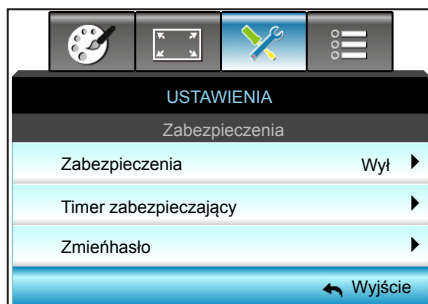 USTAWIENIA
Zabezpieczenia
Zabezpieczenia Wył
Timer zabezpieczający
Zmieńhasło
Wyjście